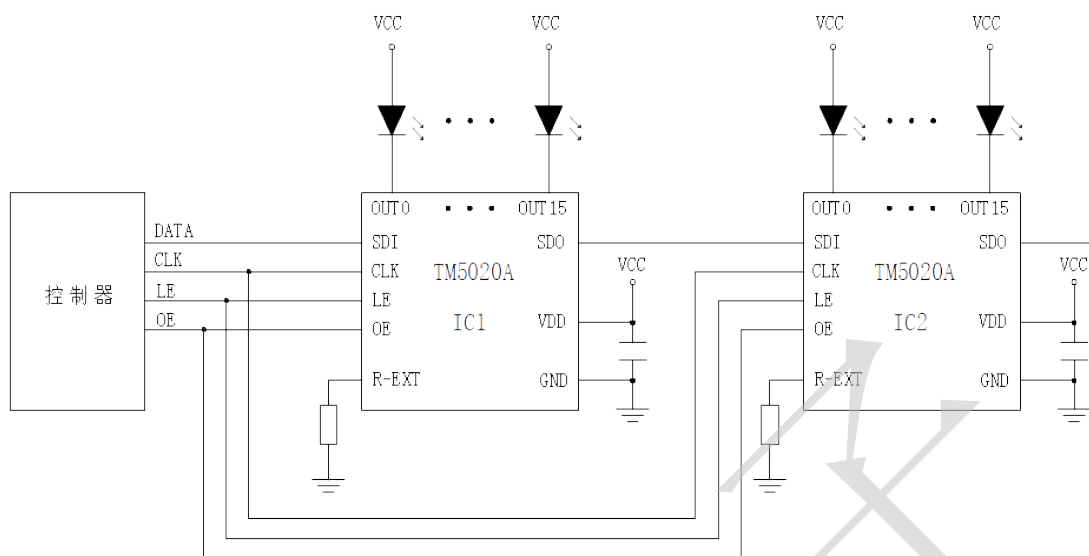 VCC VCC VCC VCC
OUT0 OUT15 OUT0 OUT15
DATA SDI SDO SDI SDO
CLK CLK TM5020A VCC CLK TM5020A VCC
控制器 LE LE LE
OE OE IC1 VDD OE IC2 VDD
R-EXT GND R-EXT GND